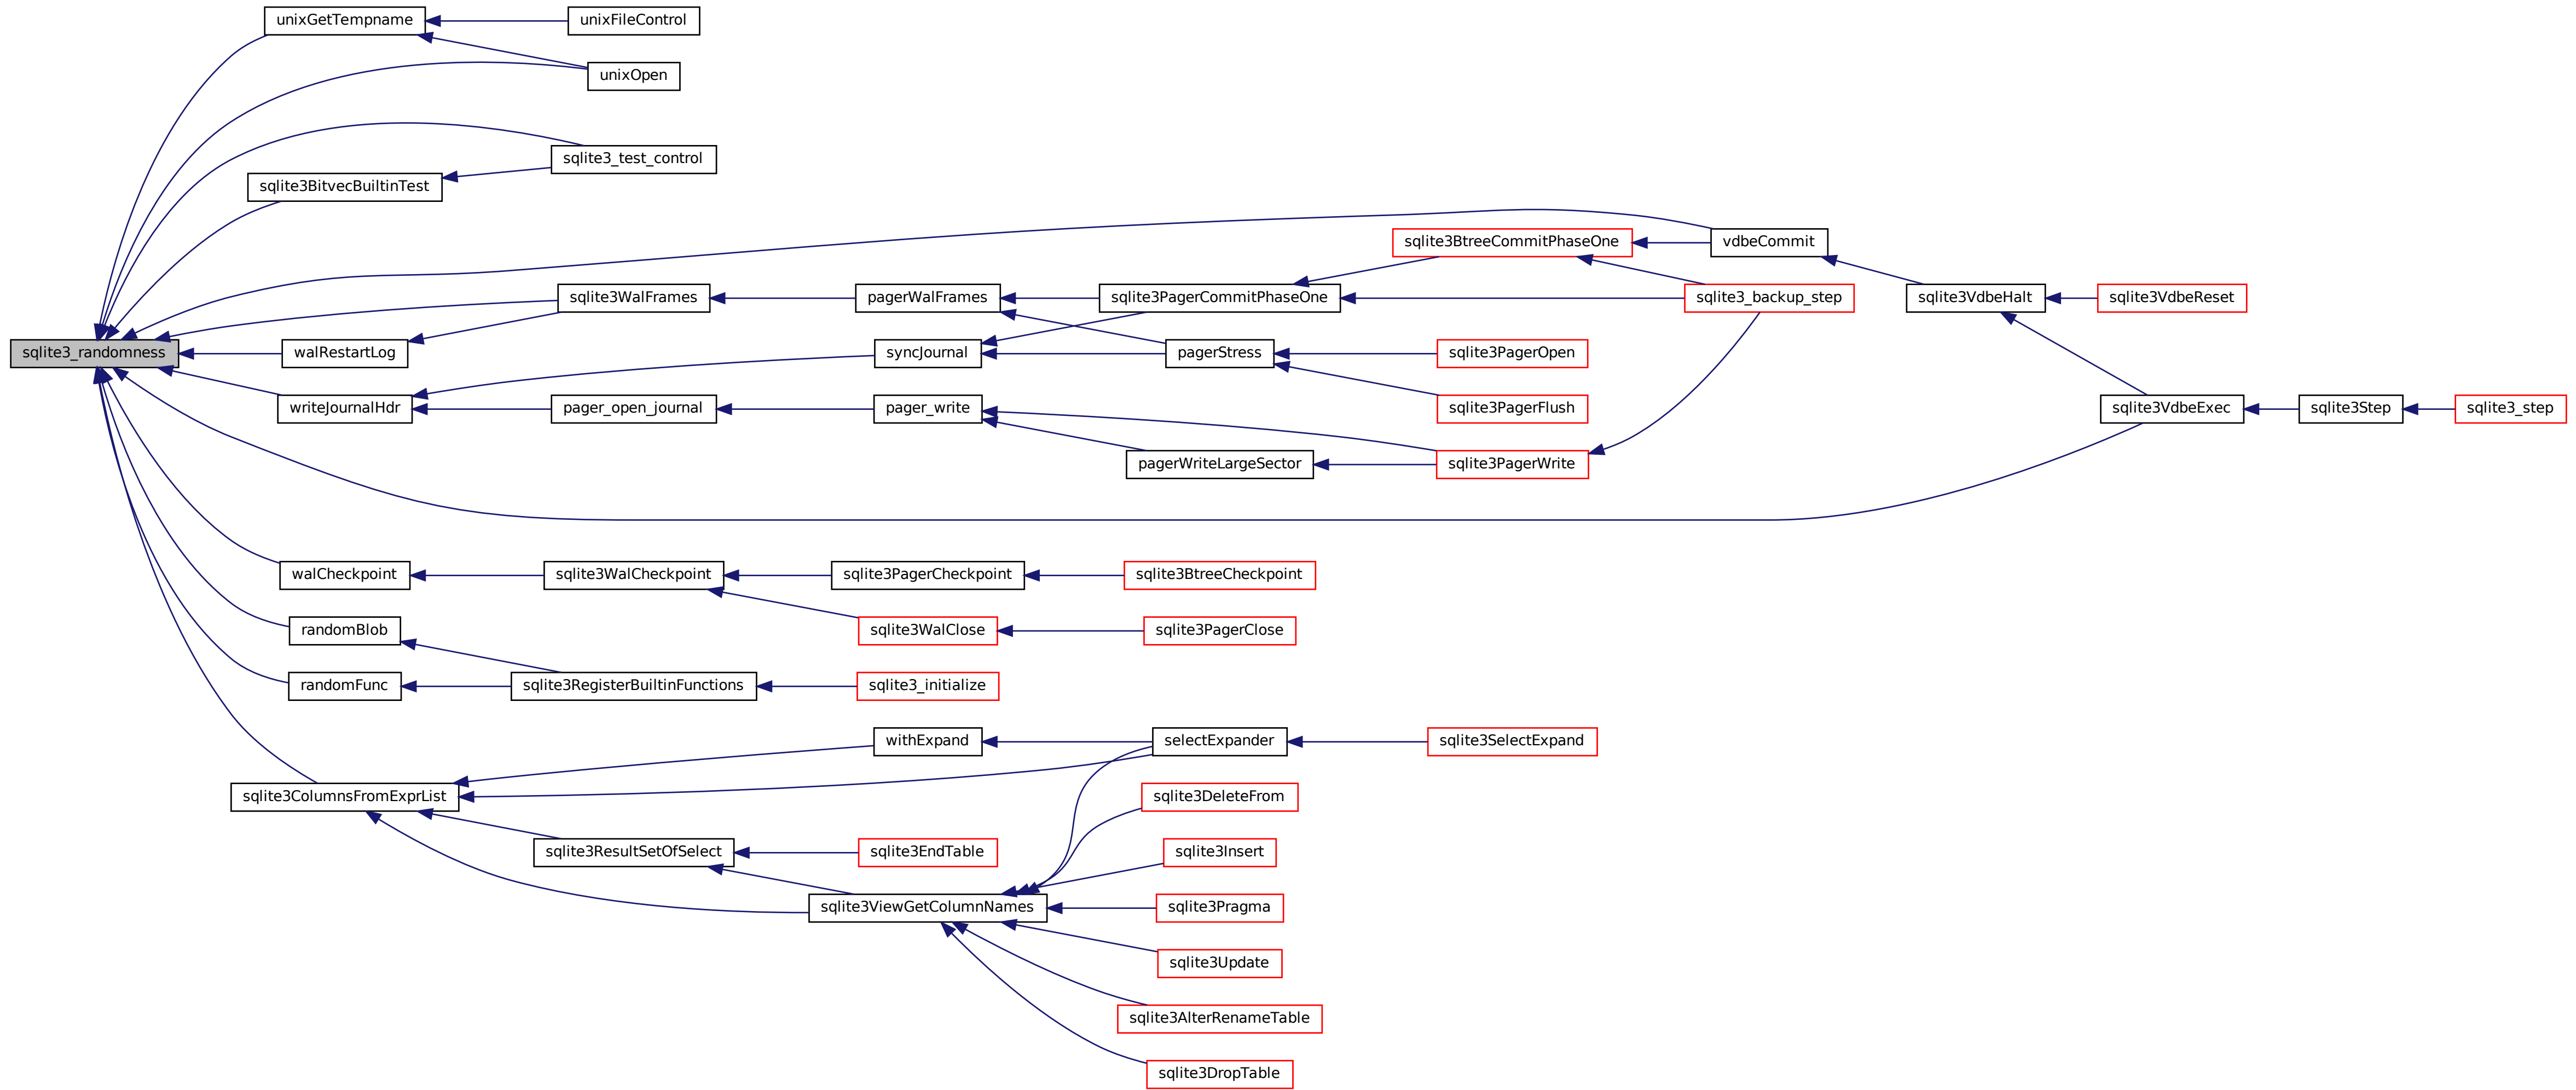 unixGetTempname
unixFileControl
unixOpen
sqlite3_test_control
sqlite3BitvecBuiltinTest
sqlite3BtreeCommitPhaseOne
vdbeCommit
sqlite3WalFrames
pagerWalFrames
sqlite3PagerCommitPhaseOne
sqlite3_backup_step
sqlite3VdbeHalt
sqlite3VdbeReset
sqlite3_randomness
walRestartLog
syncJournal
pagerStress
sqlite3PagerOpen
writeJournalHdr
pager_open_journal
pager_write
sqlite3PagerFlush
sqlite3VdbeExec
sqlite3Step
sqlite3_step
pagerWriteLargeSector
sqlite3PagerWrite
walCheckpoint
sqlite3WalCheckpoint
sqlite3PagerCheckpoint
sqlite3BtreeCheckpoint
randomBlob
sqlite3WalClose
sqlite3PagerClose
randomFunc
sqlite3RegisterBuiltinFunctions
sqlite3_initialize
withExpand
selectExpander
sqlite3SelectExpand
sqlite3ColumnsFromExprList
sqlite3DeleteFrom
sqlite3ResultSetOfSelect
sqlite3EndTable
sqlite3Insert
sqlite3ViewGetColumnNames
sqlite3Pragma
sqlite3Update
sqlite3AlterRenameTable
sqlite3DropTable